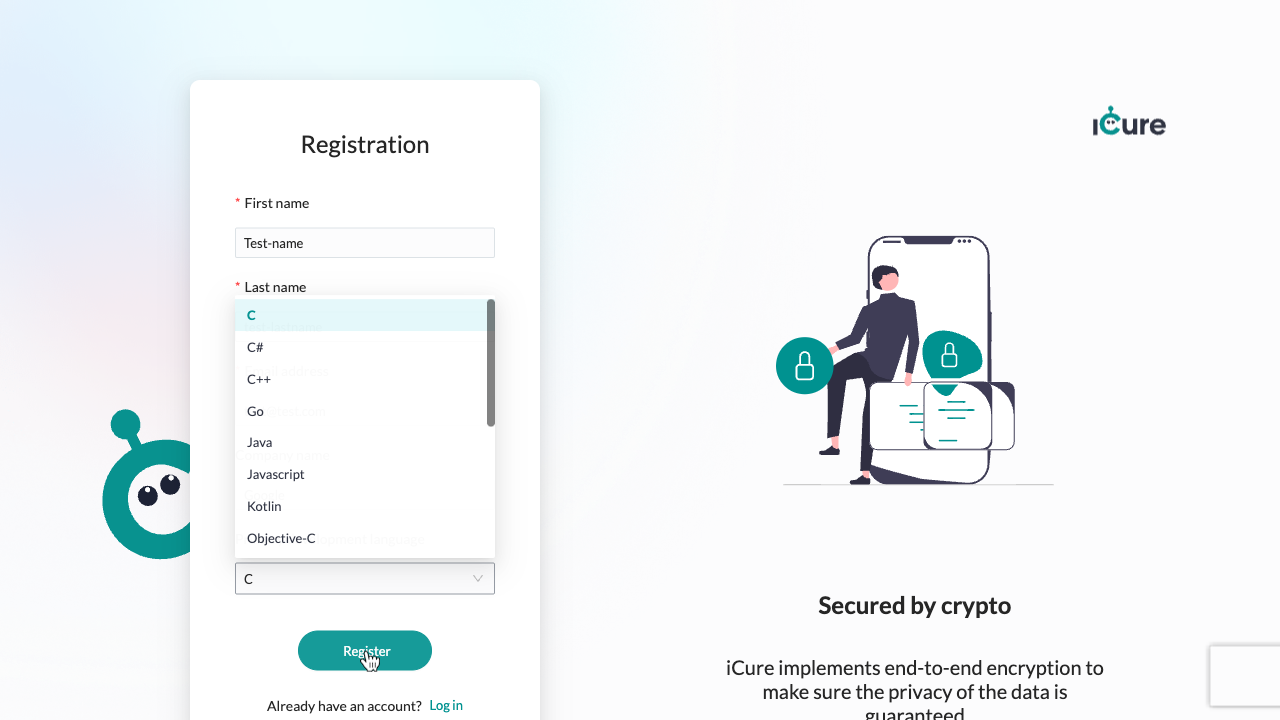 Registration
* First name
Test-name
* Last name
C
C#
C++
Go
Java
Javascript
Kotlin
Objective-C
C
Register
Already have an account? Log in
iCure
Secured by crypto
iCure implements end-to-end encryption to
make sure the privacy of the data is
guaranteed